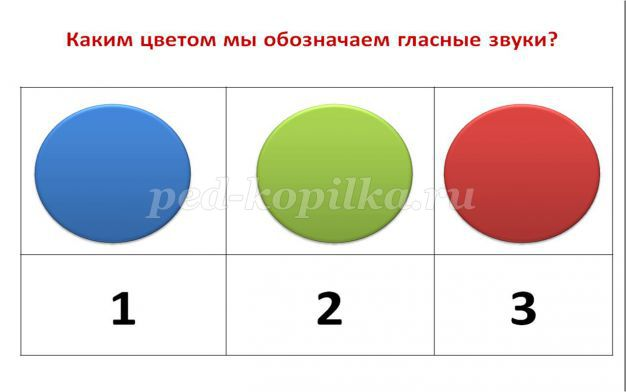 Каким цветом мы обозначаем гласные звуки?
ped-kopilka.ru
1 2 3